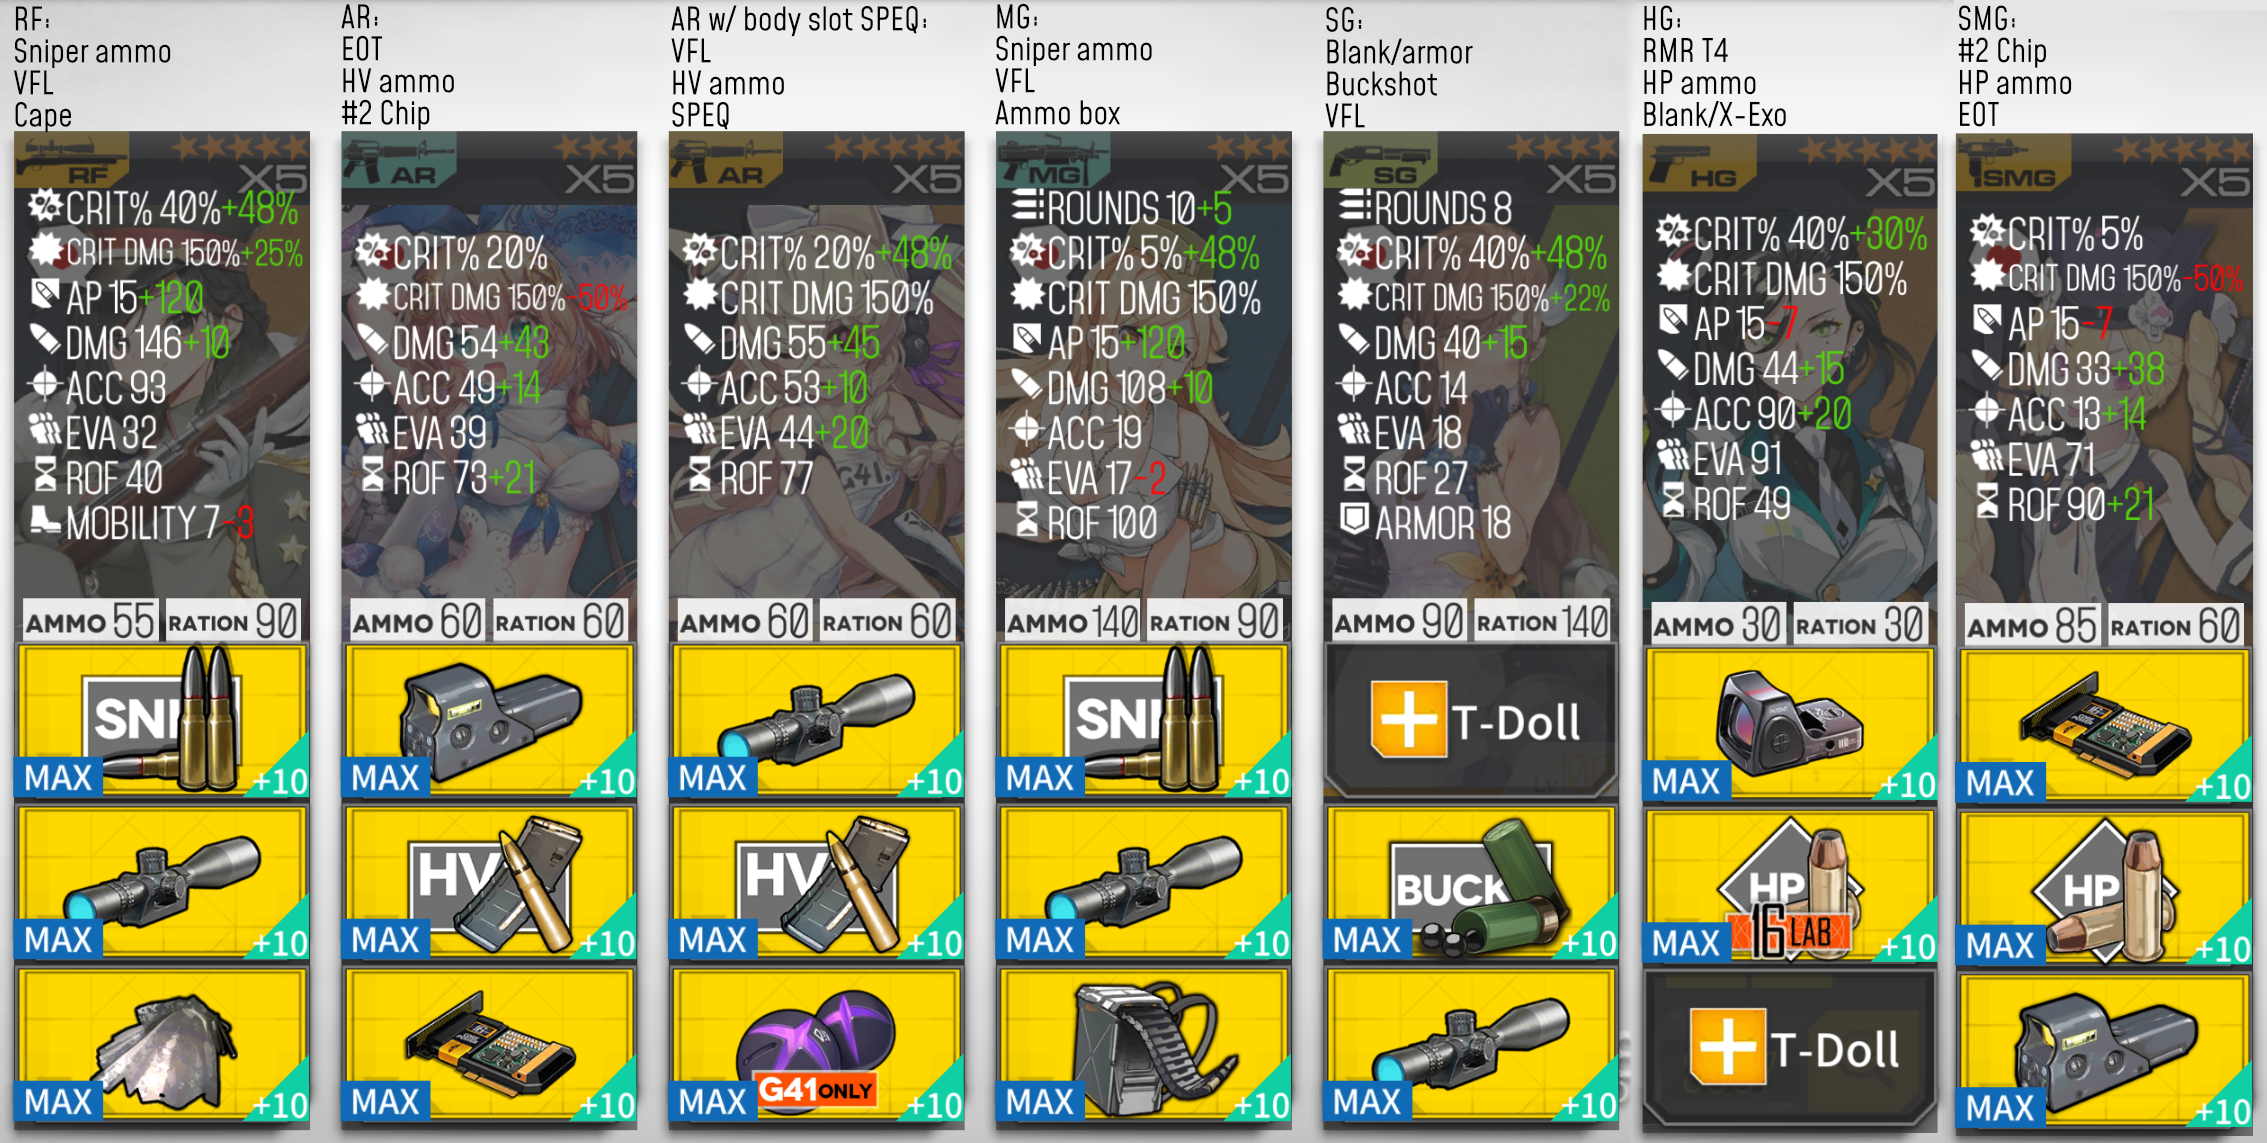 RF:
Sniper ammo
VFL
Cape
RF
X5
CRIT% 40%+48%
CRIT DMG 150%+25%
AP 15+120
DMG 146+10
ACC 93
EVA 32
ROF 40
MOBILITY 7-3
AMMO 55 RATION 90
SNI
MAX +10
MAX +10
MAX +10
AR:
EOT
HV ammo
#2 Chip
AR
X5
CRIT% 20%
CRIT DMG 150%-50%
DMG 54+43
ACC 49+14
EVA 39
ROF 73+21
AMMO 60 RATION 60
MAX +10
HV
MAX +10
MAX +10
AR w/ body slot SPEQ:
VFL
HV ammo
SPEQ
AR
X5
CRIT% 20%+48%
CRIT DMG 150%
DMG 55+45
ACC 53+10
EVA 44+20
ROF 77
G41
AMMO 60 RATION 60
MAX +10
HV
MAX +10
G41 ONLY
MAX +10
MG:
Sniper ammo
VFL
Ammo box
MG
X5
ROUNDS 10+5
CRIT% 5%+48%
CRIT DMG 150%
AP 15+120
DMG 108+10
ACC 19
EVA 17-2
ROF 100
AMMO 140 RATION 90
SNI
MAX +10
MAX +10
MAX +10
SG:
Blank/armor
Buckshot
VFL
SG
X5
ROUNDS 8
CRIT% 40%+48%
CRIT DMG 150%+22%
DMG 40+15
ACC 14
EVA 18
ROF 27
ARMOR 18
AMMO 90 RATION 140
T-Doll
BUCK
MAX +10
MAX +10
HG:
RMR T4
HP ammo
Blank/X-Exo
HG
X5
CRIT% 40%+30%
CRIT DMG 150%
AP 15-7
DMG 44+15
ACC 90+20
EVA 91
ROF 49
AMMO 30 RATION 30
MAX +10
HP
16 LAB
MAX +10
T-Doll
SMG:
#2 Chip
HP ammo
EOT
SMG
X5
CRIT% 5%
CRIT DMG 150%-50%
AP 15-7
DMG 33+38
ACC 13+14
EVA 71
ROF 90+21
AMMO 85 RATION 60
MAX +10
HP
MAX +10
MAX +10